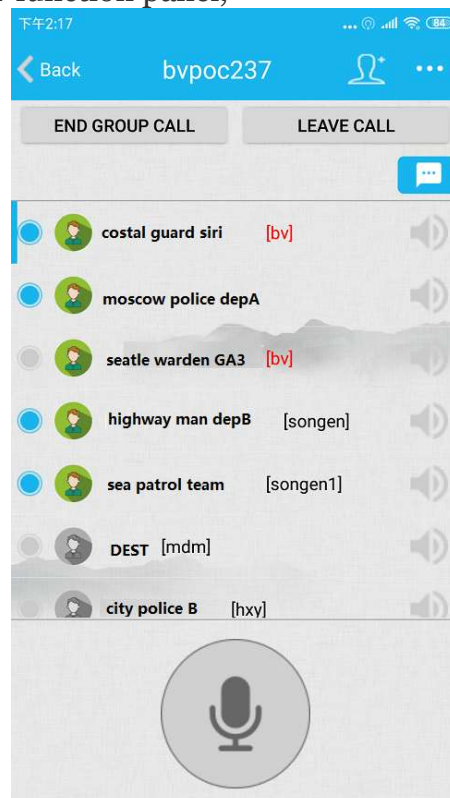 function panel,
下午2:17 ... 84
Back bvpoc237 ...
END GROUP CALL LEAVE CALL
costal guard siri [bv]
moscow police depA
seatle warden GA3 [bv]
highway man depB [songen]
sea patrol team [songen1]
DEST [mdm]
city police B [hxy]